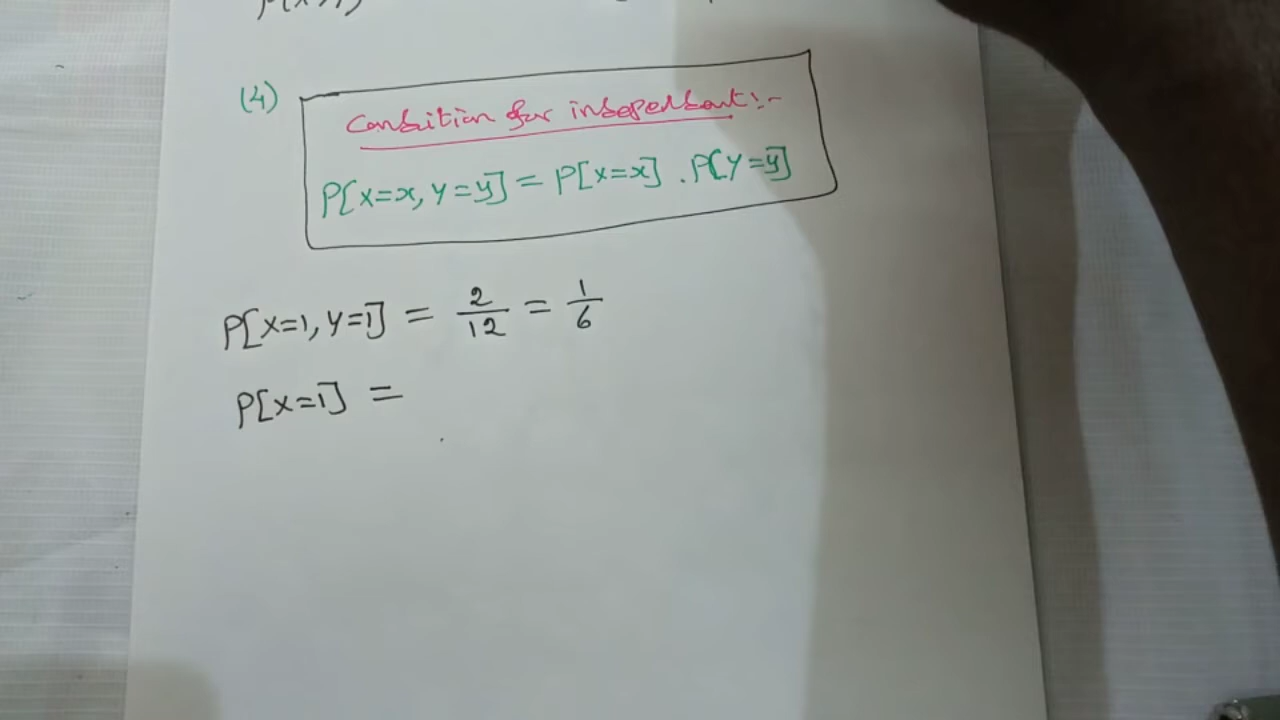 (4)
Condition for independent :-
P[X=x, Y=y] = P[X=x] . P[Y=y]
P[X=1, Y=1] = 2/12 = 1/6
P[X=1] =